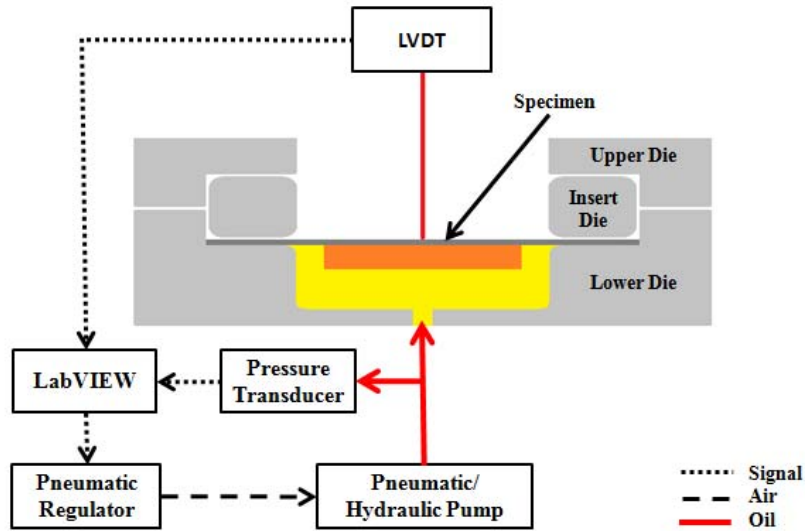 LVDT
Specimen
Upper Die
Insert
Die
Lower Die
LabVIEW
Pressure
Transducer
Pneumatic
Regulator
Pneumatic/
Hydraulic Pump
Signal
Air
Oil